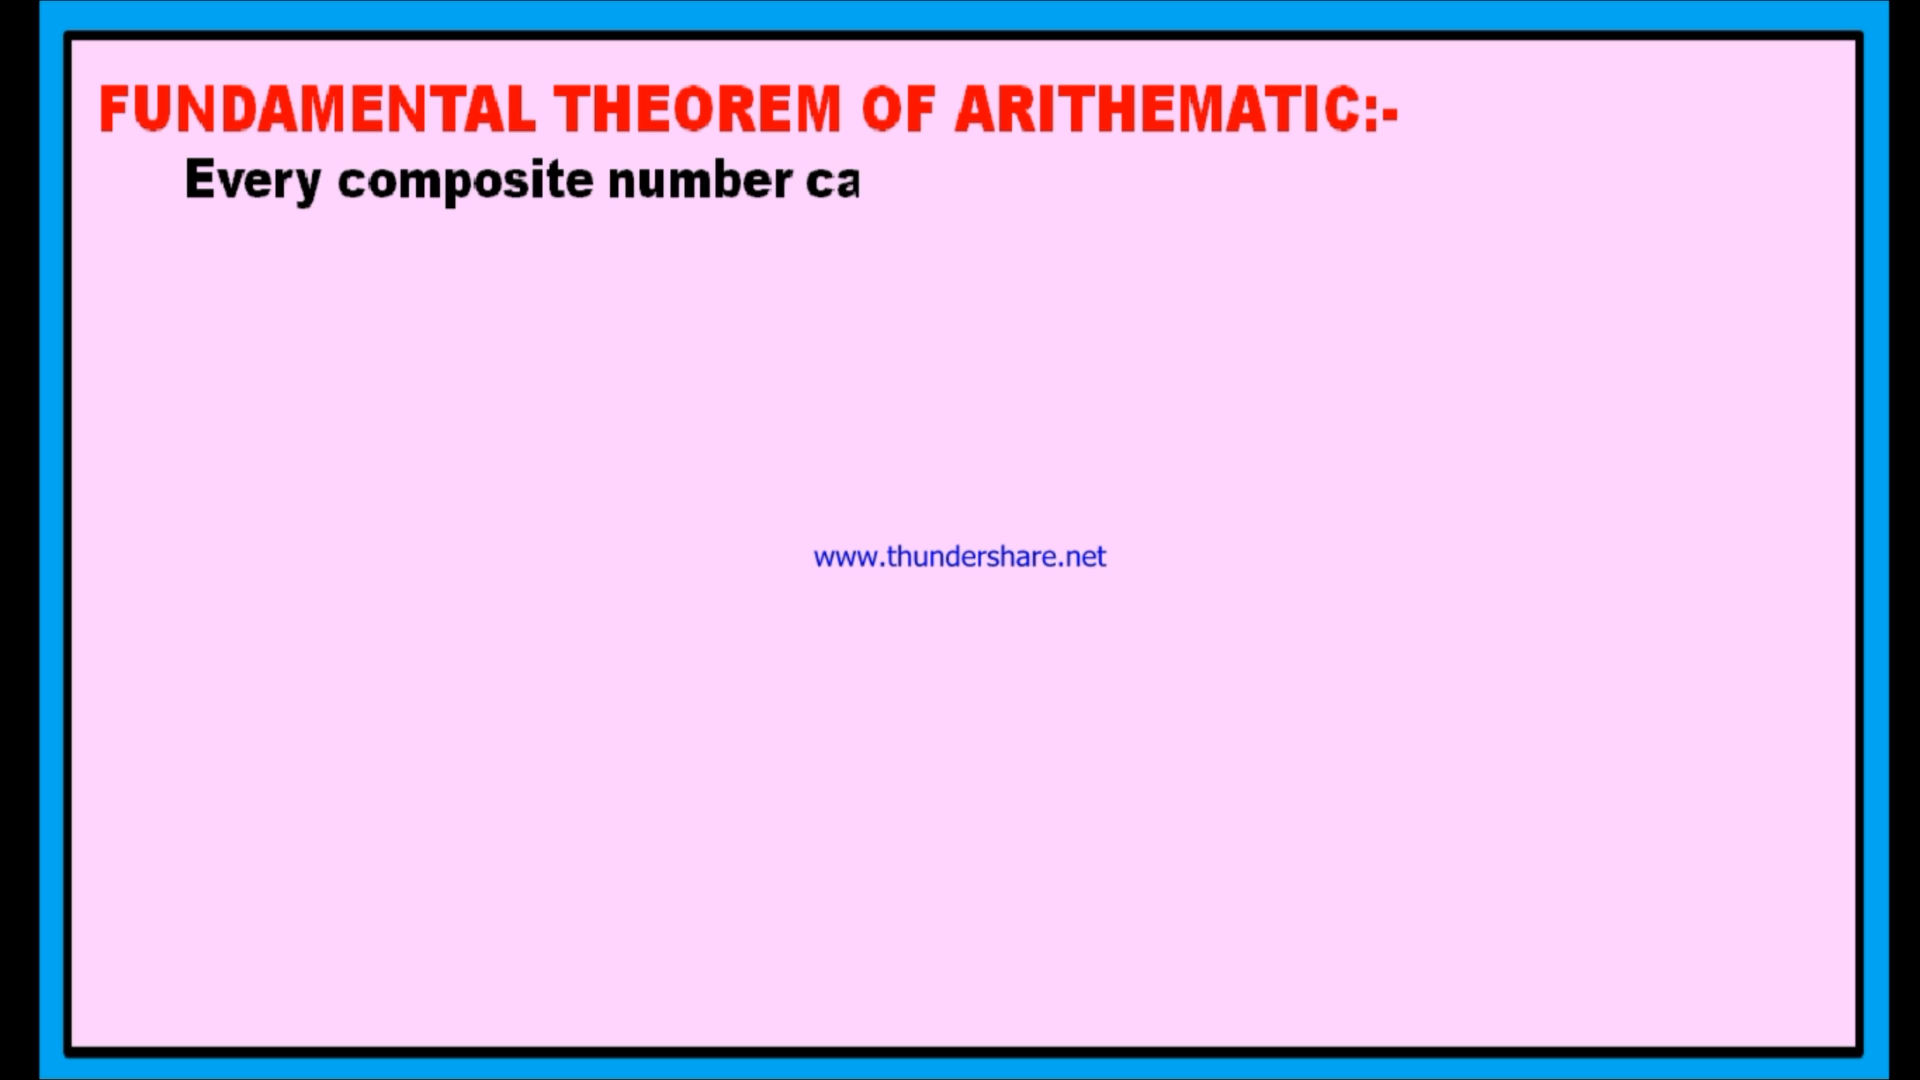 FUNDAMENTAL THEOREM OF ARITHEMATIC:-
Every composite number ca
www.thundershare.net